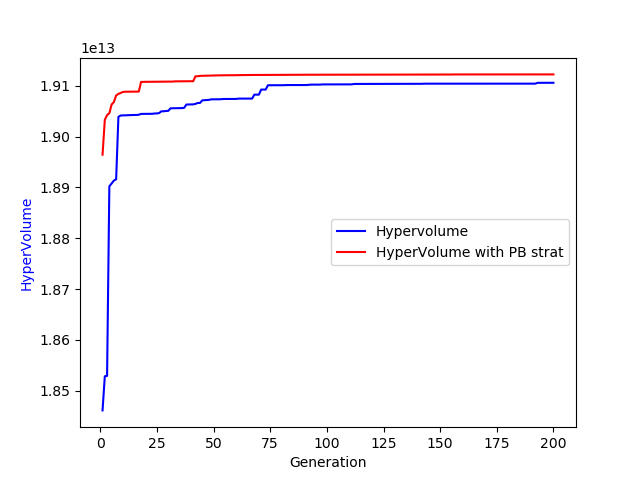 1e13
1.91
1.90
1.89
1.88
1.87
1.86
1.85
HyperVolume
Hypervolume
HyperVolume with PB strat
0 25 50 75 100 125 150 175 200
Generation